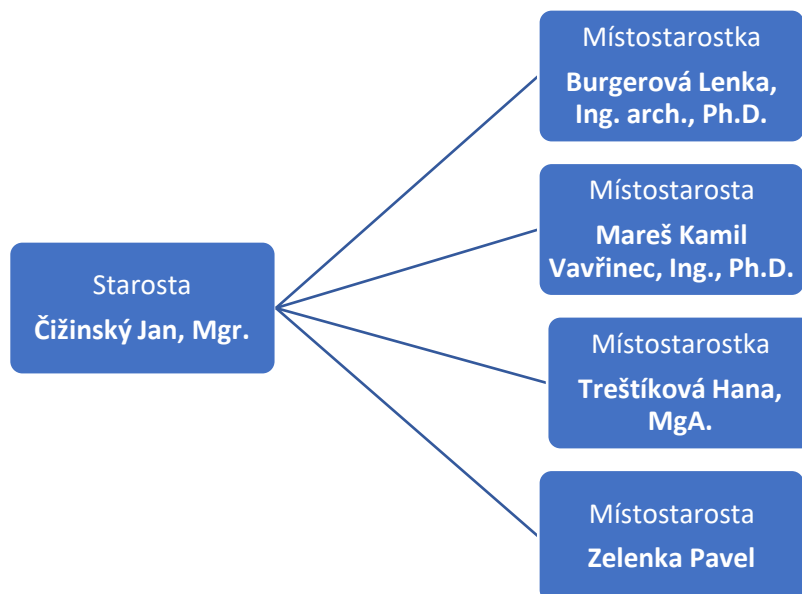 Místostarostka
Burgerová Lenka,
Ing. arch., Ph.D.
Místostarosta
Mareš Kamil
Vavřinec, Ing., Ph.D.
Starosta
Čižinský Jan, Mgr.
Místostarostka
Treštíková Hana,
MgA.
Místostarosta
Zelenka Pavel